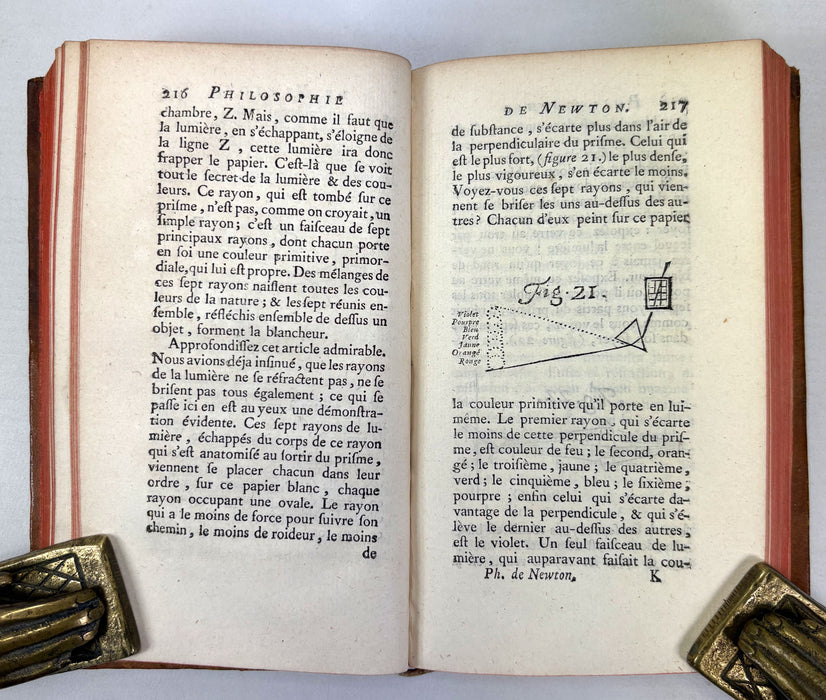 216 PHILOSOPHIE
chambre, Z. Mais, comme il faut que
la lumière, en s'échappant, s'éloigne de
la ligne Z, cette lumière ira donc
frapper le papier. C'est-là que se voit
tout le secret de la lumière & des cou-
leurs. Ce rayon, qui est tombé sur ce
prisme, n'est pas, comme on croyait, un
simple rayon; c'est un faisceau de sept
principaux rayons, dont chacun porte
en soi une couleur primitive, primor-
diale, qui lui est propre. Des mélanges de
ces sept rayons naissent toutes les cou-
leurs de la nature; & les sept réunis en-
semble, réfléchis ensemble de dessus un
objet, forment la blancheur.
Approfondissez cet article admirable.
Nous avions déja insinué, que les rayons
de la lumière ne se réfractent pas, ne se
brisent pas tous également; ce qui se
passe ici en est au yeux une démonstra-
tion évidente. Ces sept rayons de lu-
mière, échappés du corps de ce rayon
qui s'est anatomisé au sortir du prisme,
viennent se placer chacun dans leur
ordre, sur ce papier blanc, chaque
rayon occupant une ovale. Le rayon
qui a le moins de force pour suivre son
chemin, le moins de roideur, le moins
de
DE NEWTON. 217
de substance, s'écarte plus dans l'air de
la perpendiculaire du prisme. Celui qui
est le plus fort, (figure 21.) le plus dense,
le plus vigoureux, s'en écarte le moins.
Voyez-vous ces sept rayons, qui vien-
nent se briser les uns au-dessus des au-
tres? Chacun d'eux peint sur ce papier
Fig. 21.
Violet
Pourpre
Bleu
Verd
Jaune
Orangé
Rouge
la couleur primitive qu'il porte en lui-
même. Le premier rayon, qui s'écarte
le moins de cette perpendicule du pris-
me, est couleur de feu; le second, oran-
gé; le troisième, jaune; le quatrième,
verd; le cinquième, bleu; le sixième,
pourpre; enfin celui qui s'écarte da-
vantage de la perpendicule, & qui s'é-
lève le dernier au-dessus des autres,
est le violet. Un seul faisceau de lu-
mière, qui auparavant faisait la cou-
Ph. de Newton. K